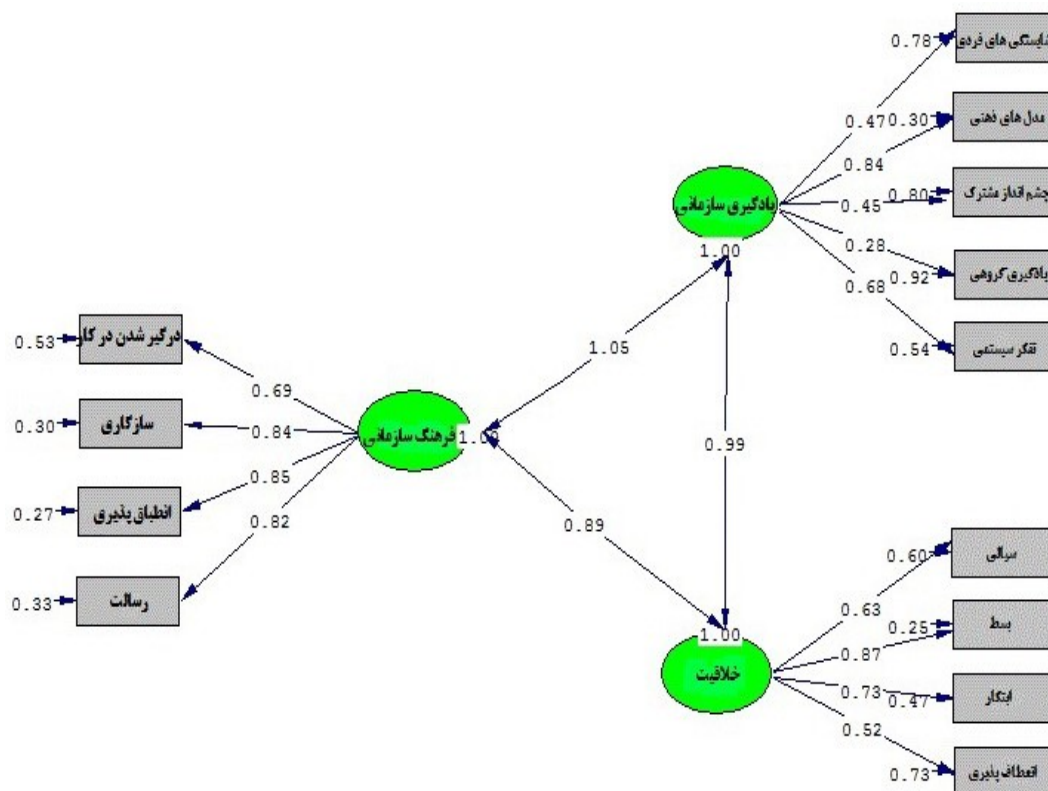 0.78
شایستگی های فردی
0.47
0.30
مدل های ذهنی
0.84
0.80
چشم انداز مشترک
0.45
یادگیری سازمانی
1.00
0.28
0.92
یادگیری گروهی
0.68
0.54
تفکر سیستمی
0.53
درگیر شدن در کار
0.69
1.05
0.30
سازگاری
0.84
فرهنگ سازمانی
1.00
0.99
0.85
0.27
انطباق پذیری
0.82
0.89
0.33
رسالت
0.60
سیالی
0.63
0.25
بسط
0.87
1.00
خلاقیت
0.73
0.47
ابتکار
0.52
0.73
انعطاف پذیری